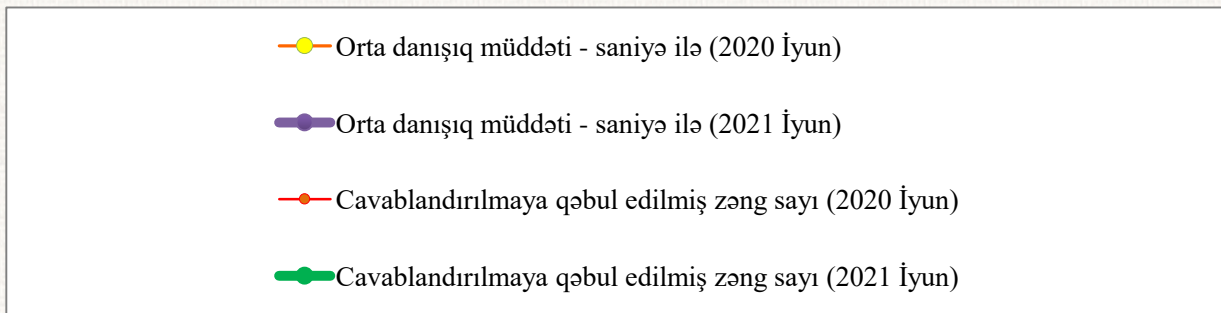 Orta danışıq müddəti - saniyə ilə (2020 İyun)
Orta danışıq müddəti - saniyə ilə (2021 İyun)
Cavablandırılmaya qəbul edilmiş zəng sayı (2020 İyun)
Cavablandırılmaya qəbul edilmiş zəng sayı (2021 İyun)